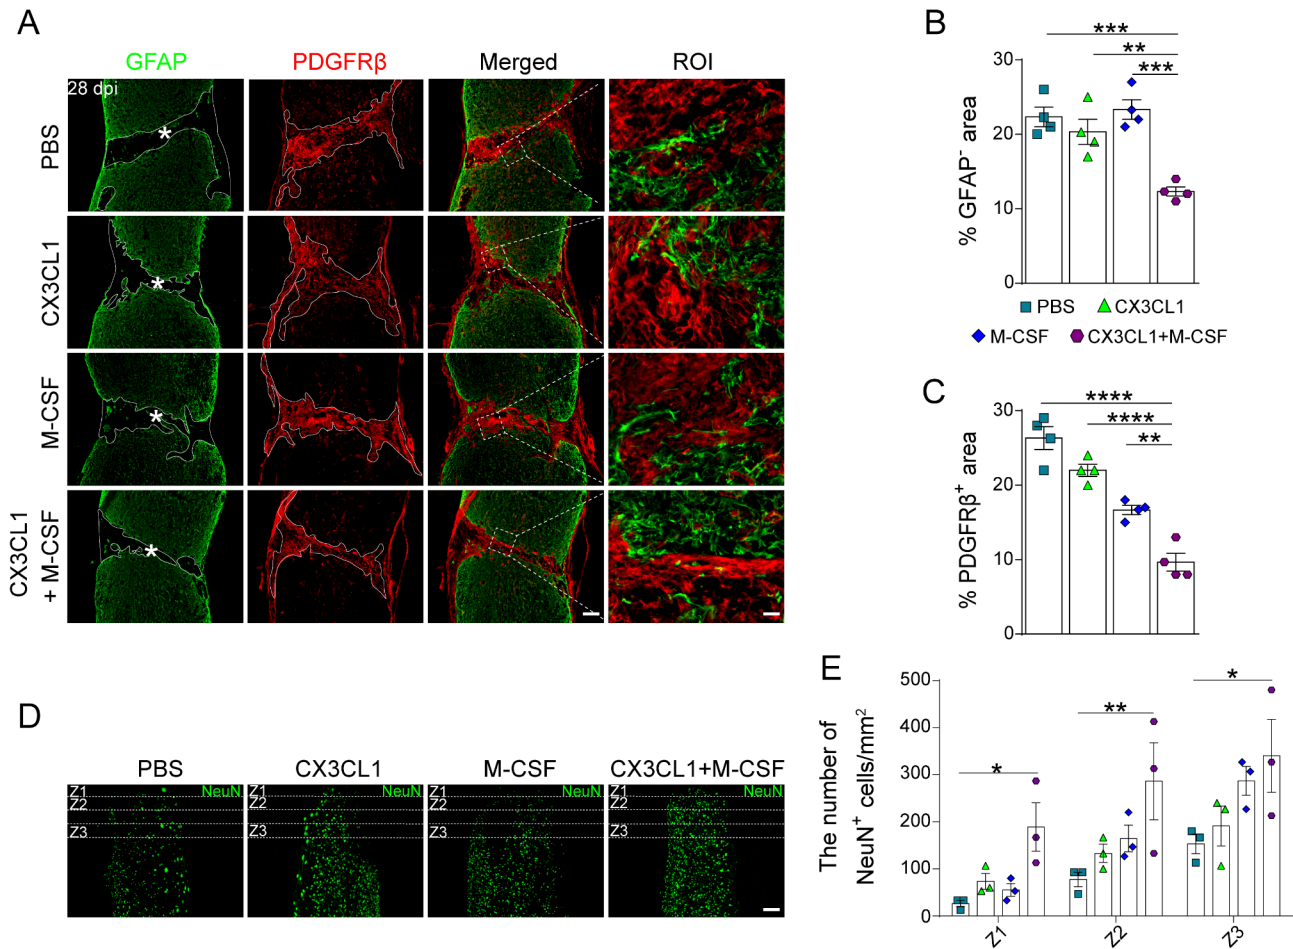 A
GFAP PDGFRβ Merged ROI
28 dpi
PBS
CX3CL1
M-CSF
CX3CL1
+ M-CSF
*
*
*
*
B
% GFAP⁻ area
30
20
10
0
***
**
***
PBS CX3CL1
M-CSF CX3CL1+M-CSF
C
% PDGFRβ⁺ area
30
20
10
0
****
****
**
D
PBS CX3CL1 M-CSF CX3CL1+M-CSF
Z1 NeuN Z1 NeuN Z1 NeuN Z1 NeuN
Z2 Z2 Z2 Z2
Z3 Z3 Z3 Z3
E
The number of
NeuN⁺ cells/mm²
500
400
300
200
100
0
*
**
*
Z1 Z2 Z3